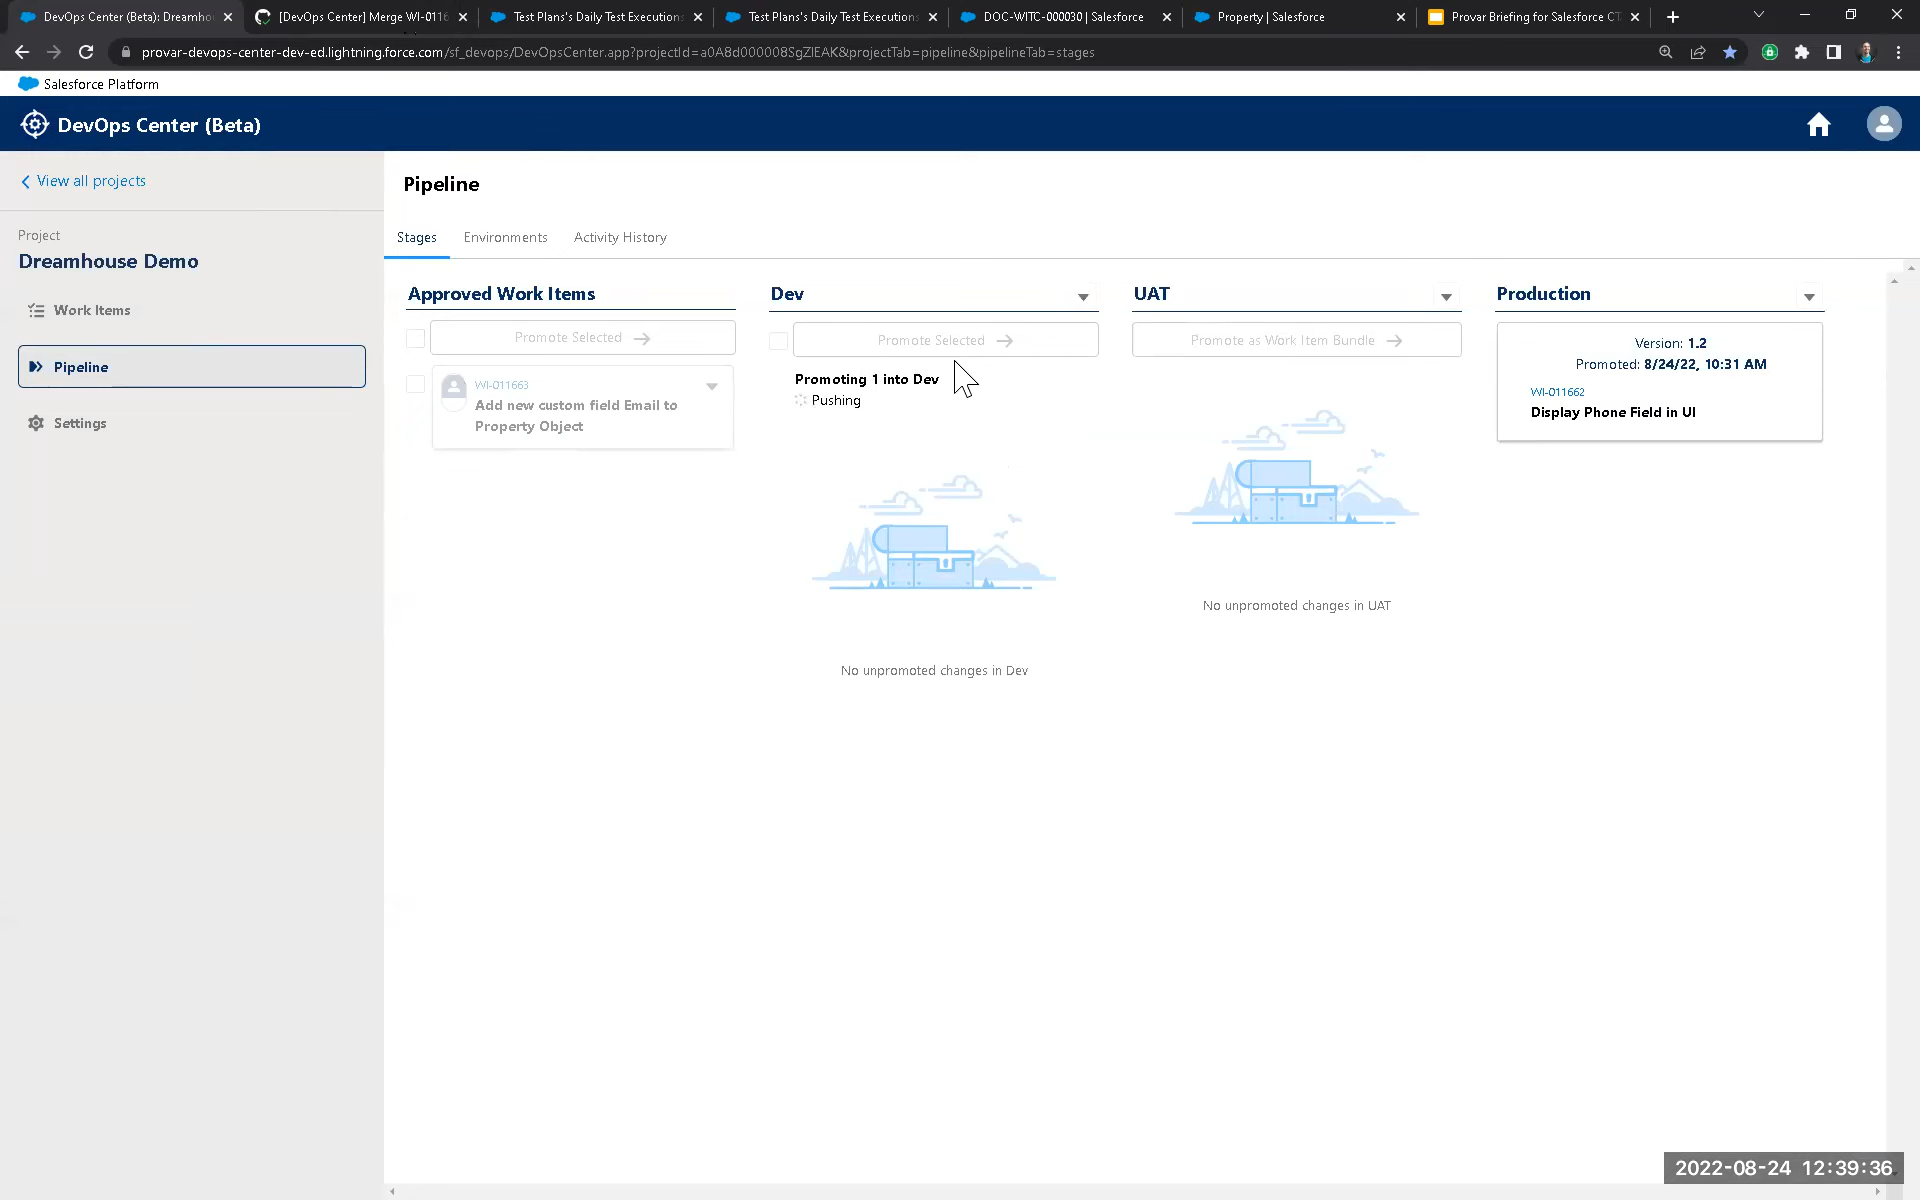 DevOps Center (Beta): Dreamho
[DevOps Center] Merge WI-0116
Test Plans's Daily Test Executions
Test Plans's Daily Test Executions
DOC-WITC-000030 | Salesforce
Property | Salesforce
Provar Briefing for Salesforce CT
provar-devops-center-dev-ed.lightning.force.com/sf_devops/DevOpsCenter.app?projectId=a0A8d000008SgZlEAK&projectTab=pipeline&pipelineTab=stages
Salesforce Platform
DevOps Center (Beta)
View all projects
Project
Dreamhouse Demo
Work Items
Pipeline
Settings
Pipeline
Stages
Environments
Activity History
Approved Work Items
Promote Selected
WI-011663
Add new custom field Email to
Property Object
Dev
Promote Selected
Promoting 1 into Dev
Pushing
No unpromoted changes in Dev
UAT
Promote as Work Item Bundle
No unpromoted changes in UAT
Production
Version: 1.2
Promoted: 8/24/22, 10:31 AM
WI-011662
Display Phone Field in UI
2022-08-24 12:39:36